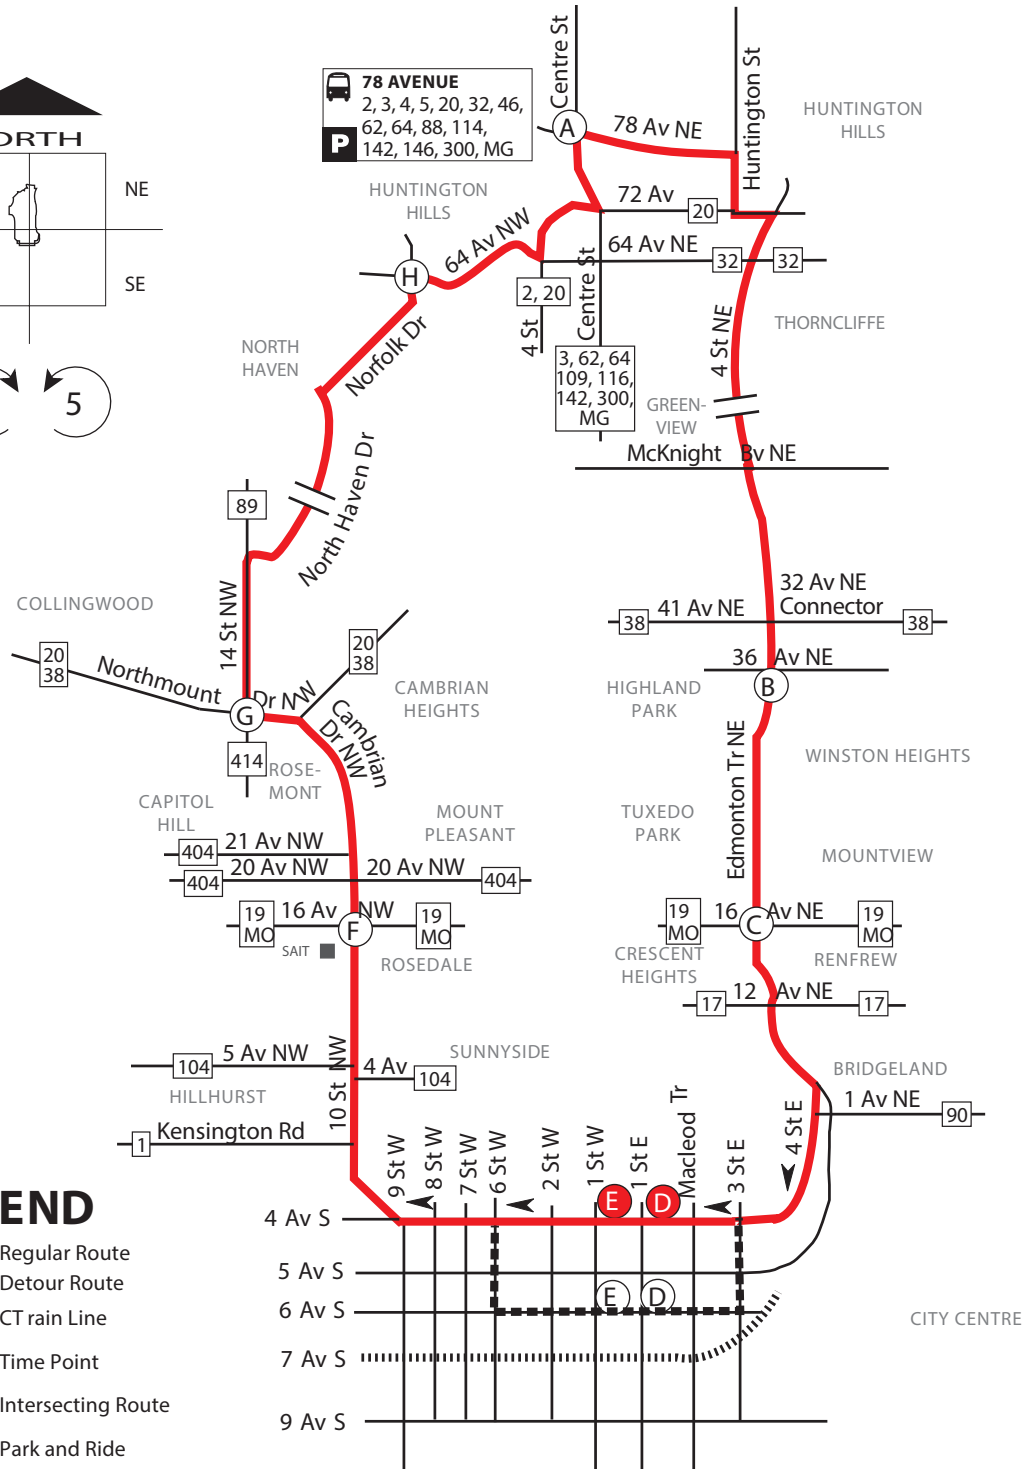 Centre St
Huntington St
78 AVENUE
2, 3, 4, 5, 20, 32, 46,
62, 64, 88, 114,
142, 146, 300, MG
P
A
78 Av NE
HUNTINGTON
HILLS
ORTH
NE
SE
5
HUNTINGTON
HILLS
72 Av
20
64 Av NW
64 Av NE
32
32
H
2, 20
4 St
Centre St
4 St NE
THORNCLIFFE
NORTH
HAVEN
Norfolk Dr
3, 62, 64
109, 116,
142, 300,
MG
GREEN-
VIEW
McKnight Bv NE
North Haven Dr
89
COLLINGWOOD
14 St NW
32 Av NE
Connector
38
41 Av NE
38
20
38
20
38
Northmount Dr NW
Cambrian
Dr NW
CAMBRIAN
HEIGHTS
36 Av NE
B
HIGHLAND
PARK
G
414
ROSE-
MONT
Edmonton Tr NE
WINSTON HEIGHTS
CAPITOL
HILL
MOUNT
PLEASANT
TUXEDO
PARK
MOUNTVIEW
404
21 Av NW
404
20 Av NW
20 Av NW
404
19
MO
16 Av NW
F
19
MO
SAIT
ROSEDALE
19
MO
16 Av NE
C
19
MO
CRESCENT
HEIGHTS
RENFREW
17
12 Av NE
17
104
5 Av NW
4 Av
104
SUNNYSIDE
HILLHURST
10 St NW
BRIDGELAND
1 Av NE
90
1
Kensington Rd
4 St E
9 St W
8 St W
7 St W
6 St W
2 St W
1 St W
1 St E
Macleod Tr
3 St E
E
D
END
4 Av S
Regular Route
5 Av S
Detour Route
E
D
6 Av S
CT rain Line
CITY CENTRE
7 Av S
Time Point
Intersecting Route
9 Av S
Park and Ride